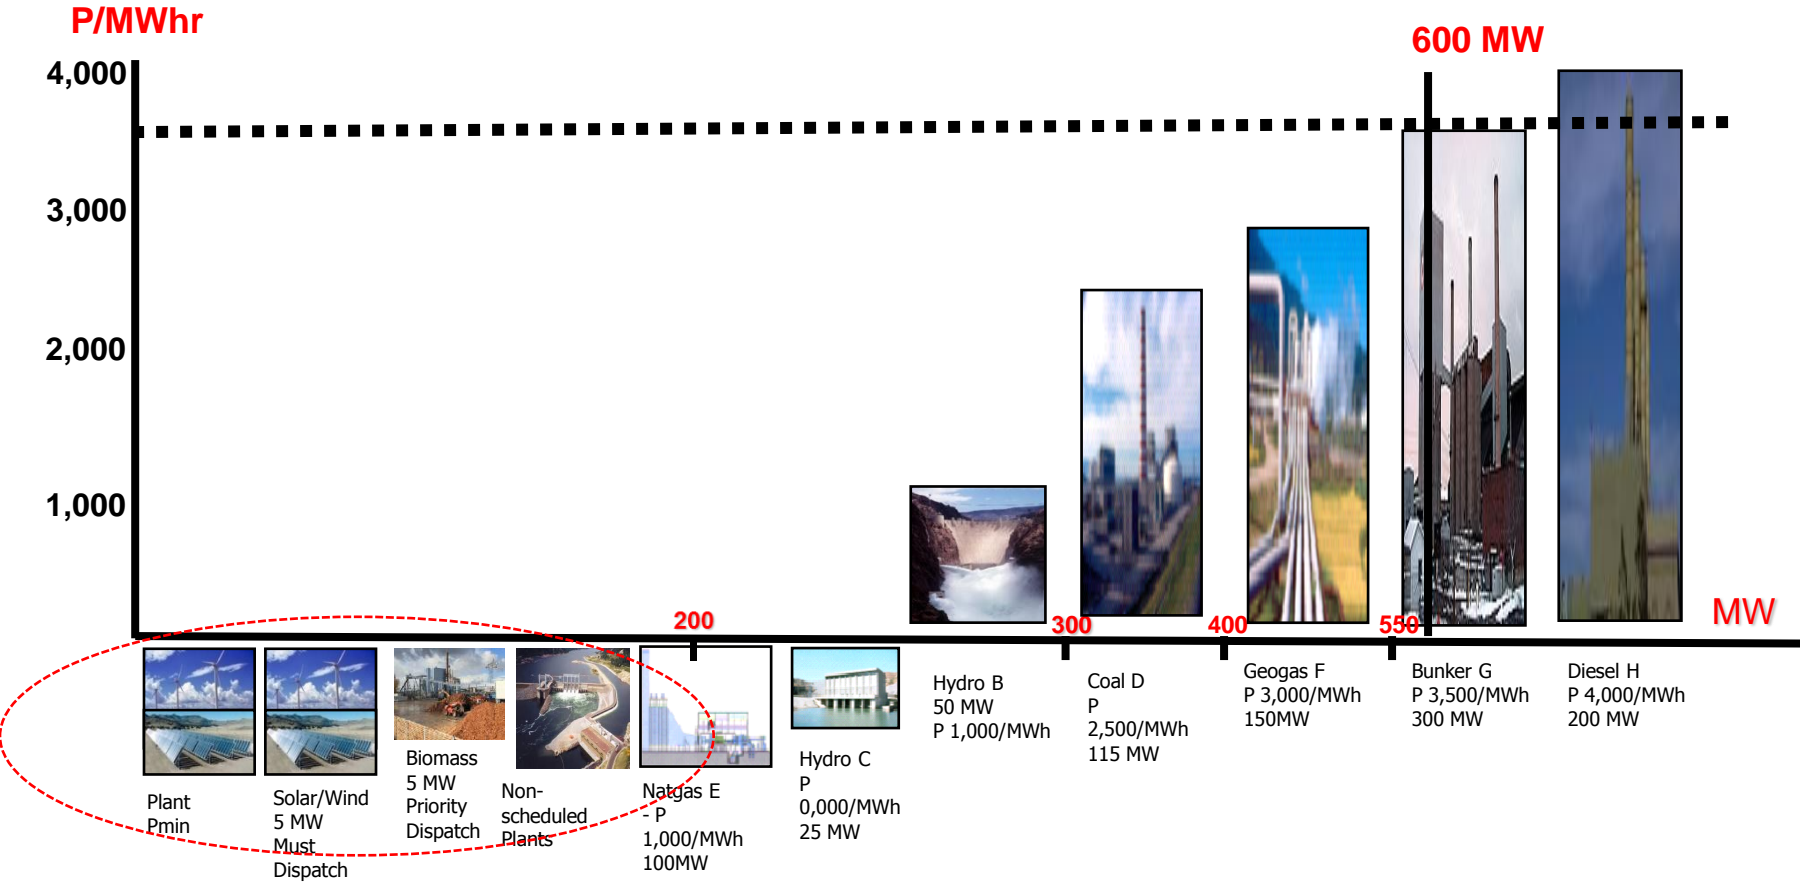 P/MWhr
600 MW
4,000
3,000
2,000
1,000
200
300
400
550
MW
Plant
Pmin
Solar/Wind
5 MW
Must
Dispatch
Biomass
5 MW
Priority
Dispatch
Non-
scheduled
Plants
Natgas E
- P
1,000/MWh
100MW
Hydro C
P
0,000/MWh
25 MW
Hydro B
50 MW
P 1,000/MWh
Coal D
P
2,500/MWh
115 MW
Geogas F
P 3,000/MWh
150MW
Bunker G
P 3,500/MWh
300 MW
Diesel H
P 4,000/MWh
200 MW